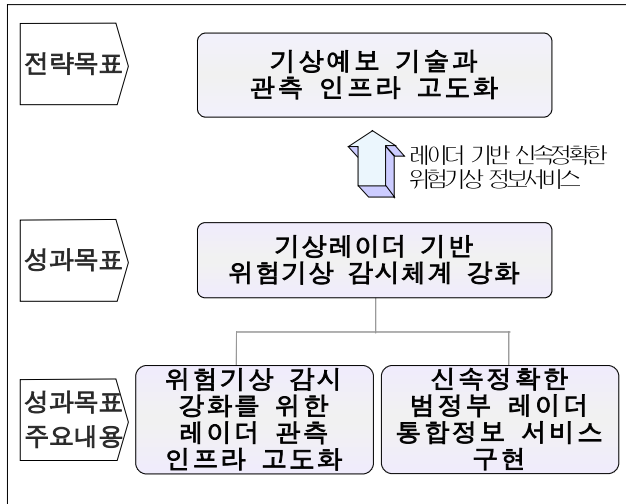 전략목표
기상예보 기술과
관측 인프라 고도화
레이더 기반 신속정확한
위험기상 정보서비스
성과목표
기상레이더 기반
위험기상 감시체계 강화
성과목표
주요내용
위험기상 감시
강화를 위한
레이더 관측
인프라 고도화
신속정확한
범정부 레이더
통합정보 서비스
구현